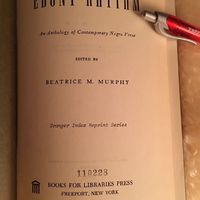 EBONY RHYTHM
An Anthology of Contemporary Negro Verse
EDITED
BY
BEATRICE M. MURPHY
Granger Index Reprint Series
110228
BOOKS FOR LIBRARIES PRESS
FREEPORT, NEW YORK